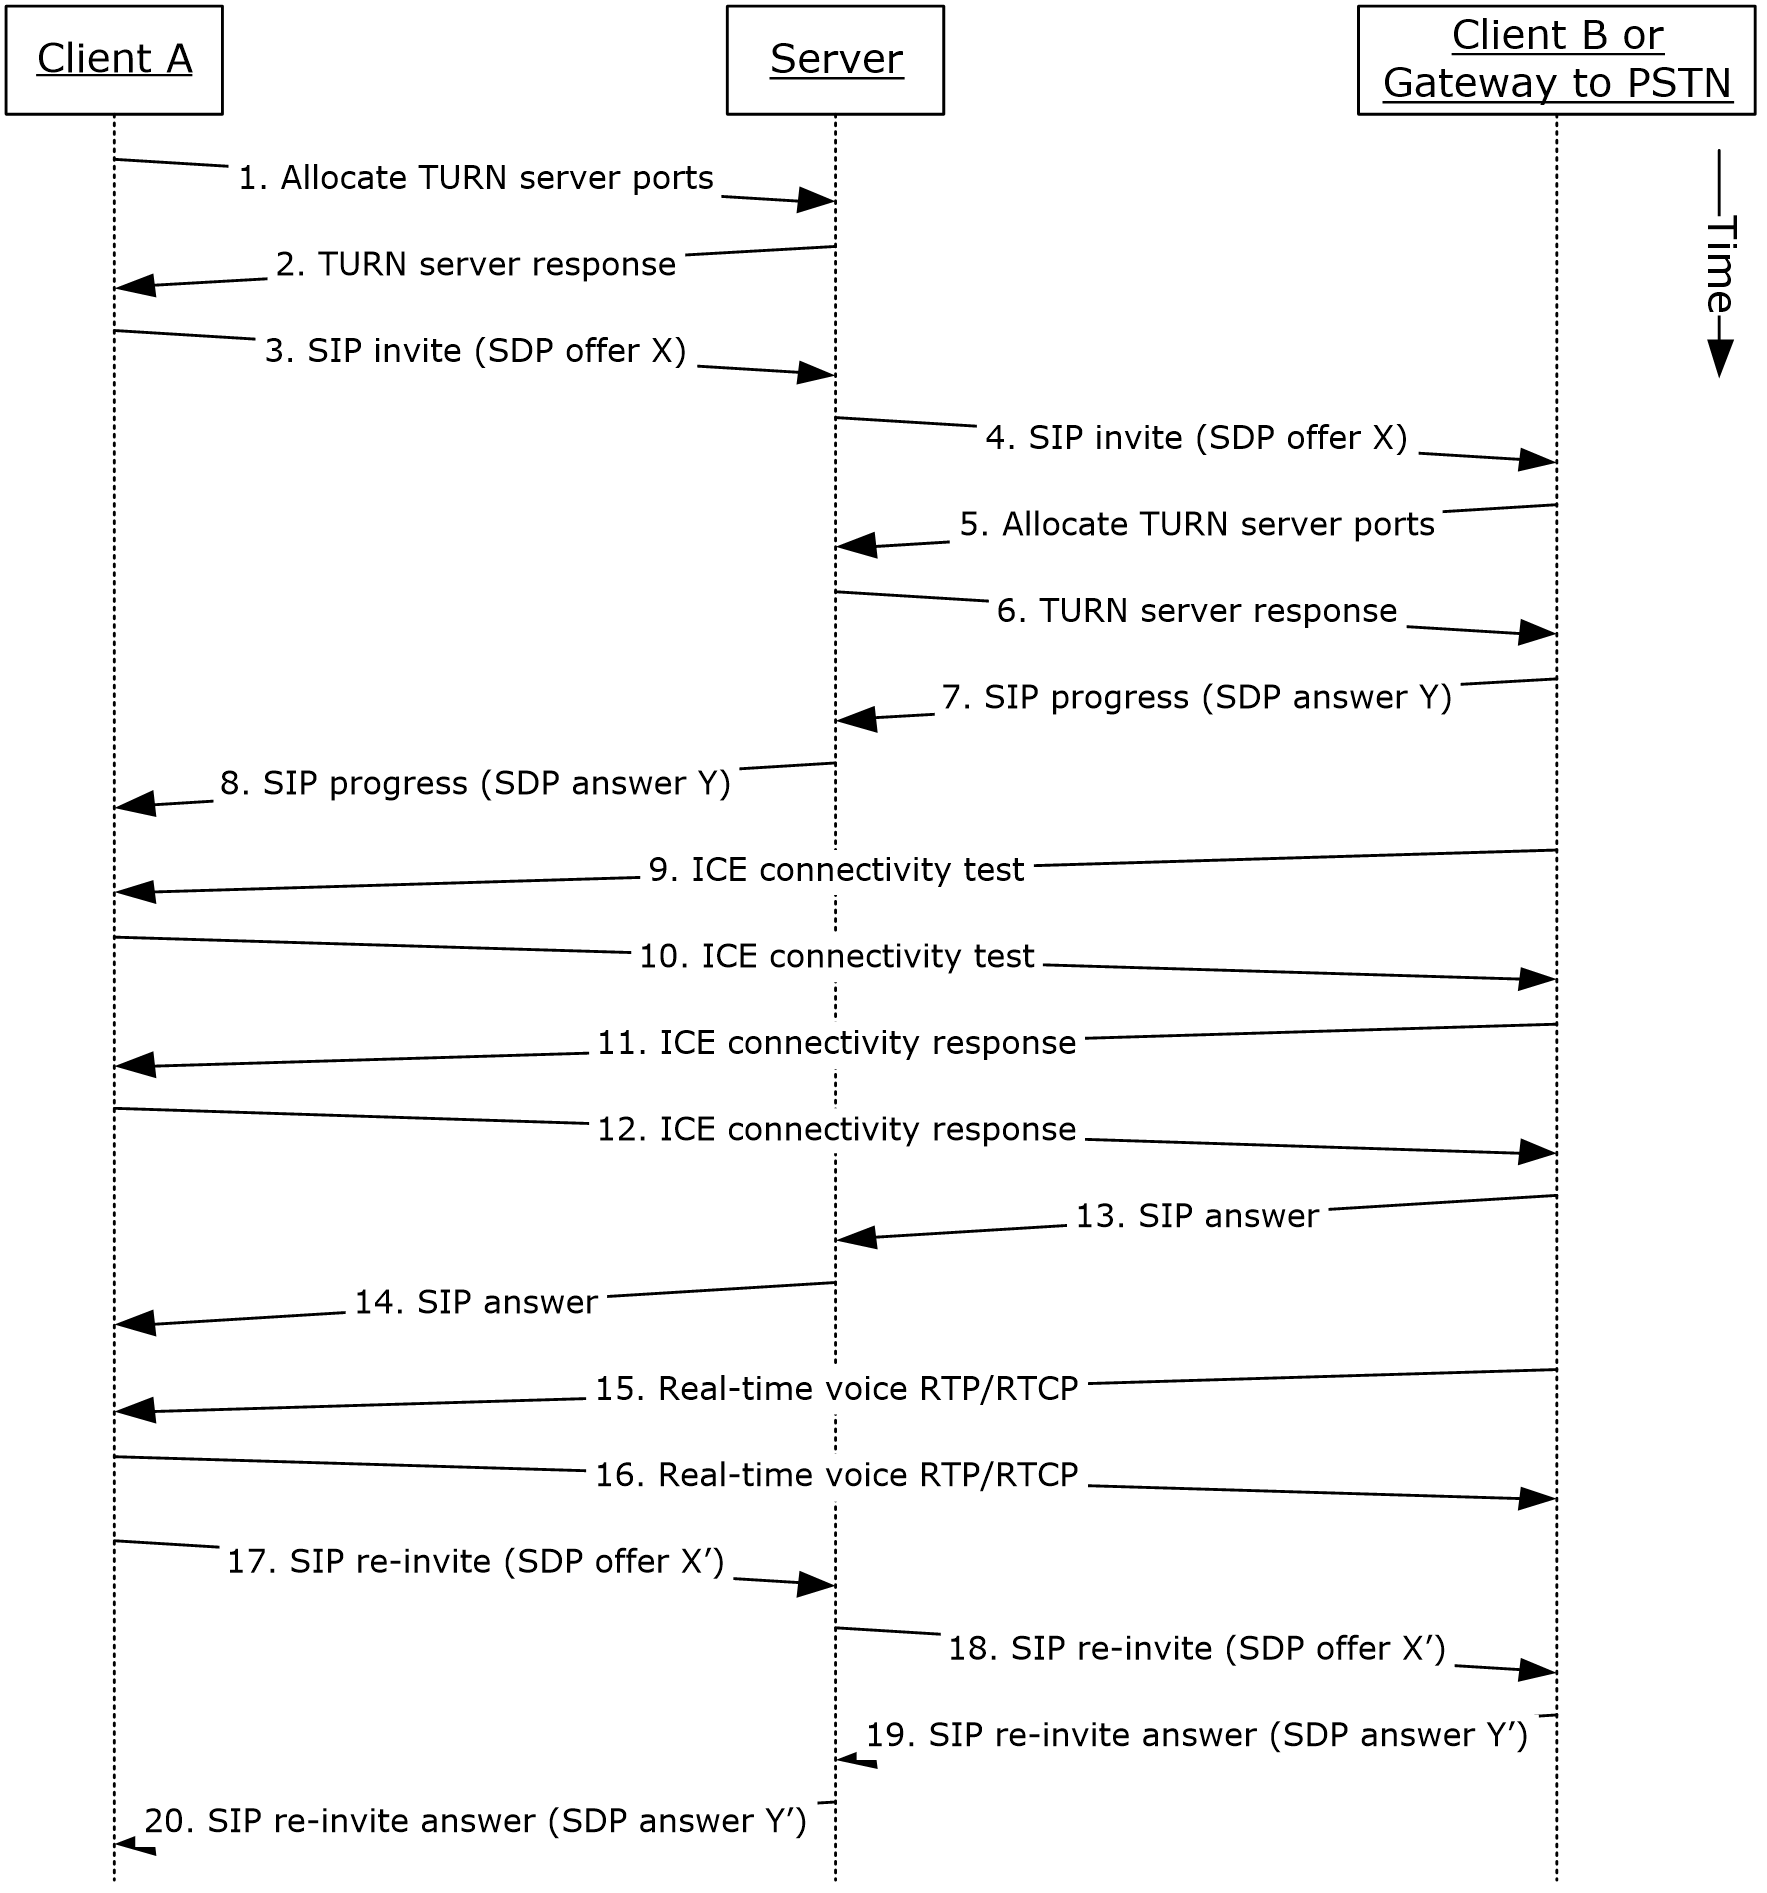 Client A
Server
Client B or
Gateway to PSTN
Time
1. Allocate TURN server ports
2. TURN server response
3. SIP invite (SDP offer X)
4. SIP invite (SDP offer X)
5. Allocate TURN server ports
6. TURN server response
7. SIP progress (SDP answer Y)
8. SIP progress (SDP answer Y)
9. ICE connectivity test
10. ICE connectivity test
11. ICE connectivity response
12. ICE connectivity response
13. SIP answer
14. SIP answer
15. Real-time voice RTP/RTCP
16. Real-time voice RTP/RTCP
17. SIP re-invite (SDP offer X’)
18. SIP re-invite (SDP offer X’)
19. SIP re-invite answer (SDP answer Y’)
20. SIP re-invite answer (SDP answer Y’)